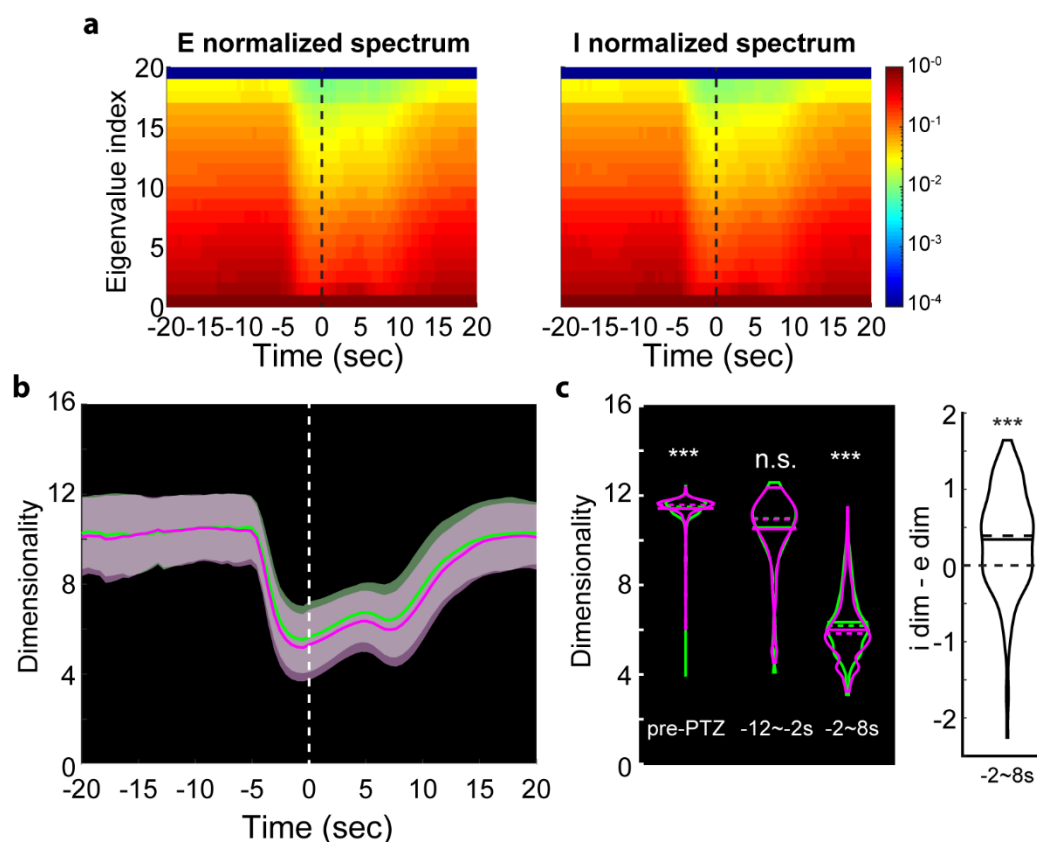 a
E normalized spectrum
I normalized spectrum
Eigenvalue index
20
15
10
5
0
-20 -15 -10 -5 0 5 10 15 20
Time (sec)
-20 -15 -10 -5 0 5 10 15 20
Time (sec)
10^-0
10^-1
10^-2
10^-3
10^-4
b
Dimensionality
16
12
8
4
0
-20 -15 -10 -5 0 5 10 15 20
Time (sec)
c
Dimensionality
16
12
8
4
0
***
n.s.
***
pre-PTZ
-12~-2s
-2~8s
i dim - e dim
2
1
0
-1
-2
***
-2~8s